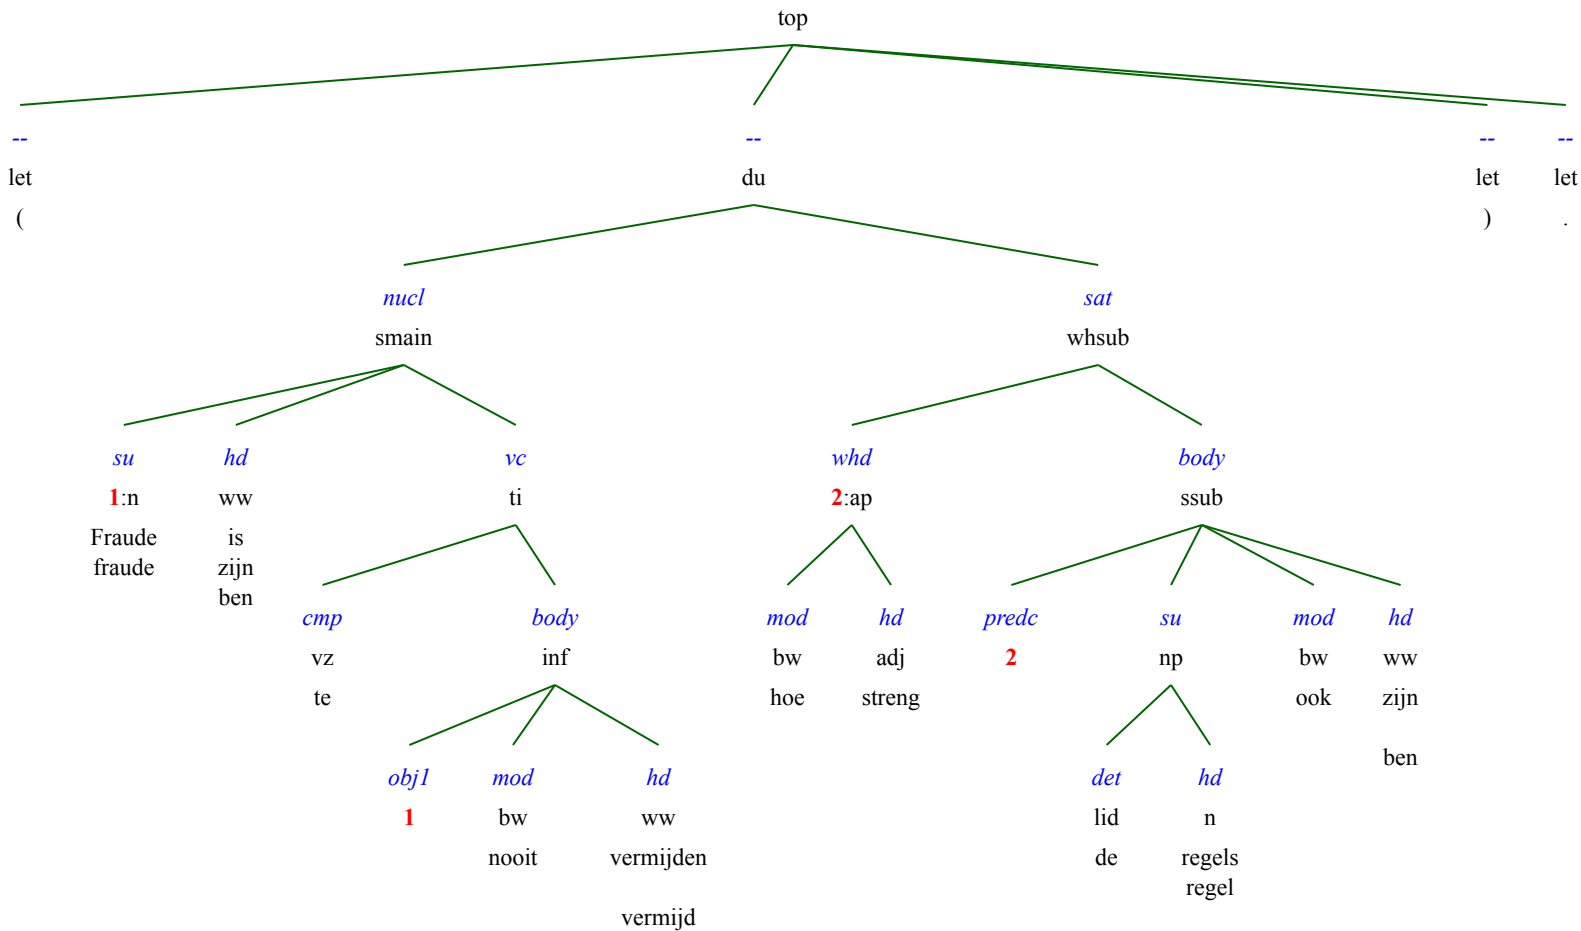 top
-- -- -- --
let du let let
( ) .
nucl sat
smain whsub
su hd vc whd body
1:n ww ti 2:ap ssub
Fraude is
fraude zijn
ben
cmp body mod hd predc su mod hd
vz inf bw adj 2 np bw ww
te hoe streng ook zijn
ben
obj1 mod hd det hd
1 bw ww lid n
nooit vermijden de regels
regel
vermijd